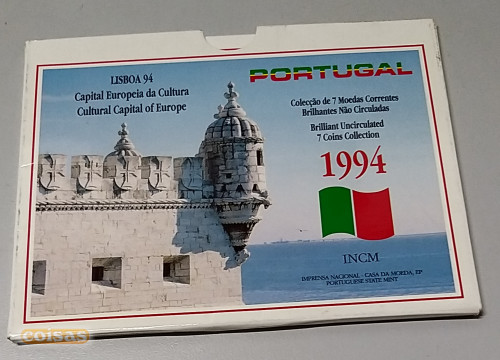 LISBOA 94
Capital Europeia da Cultura
Cultural Capital of Europe
PORTUGAL
Colecção de 7 Moedas Correntes
Brilhantes Não Circuladas
Brilliant Uncirculated
7 Coins Collection
1994
INCM
IMPRENSA NACIONAL - CASA DA MOEDA, EP
PORTUGUESE STATE MINT
coisas